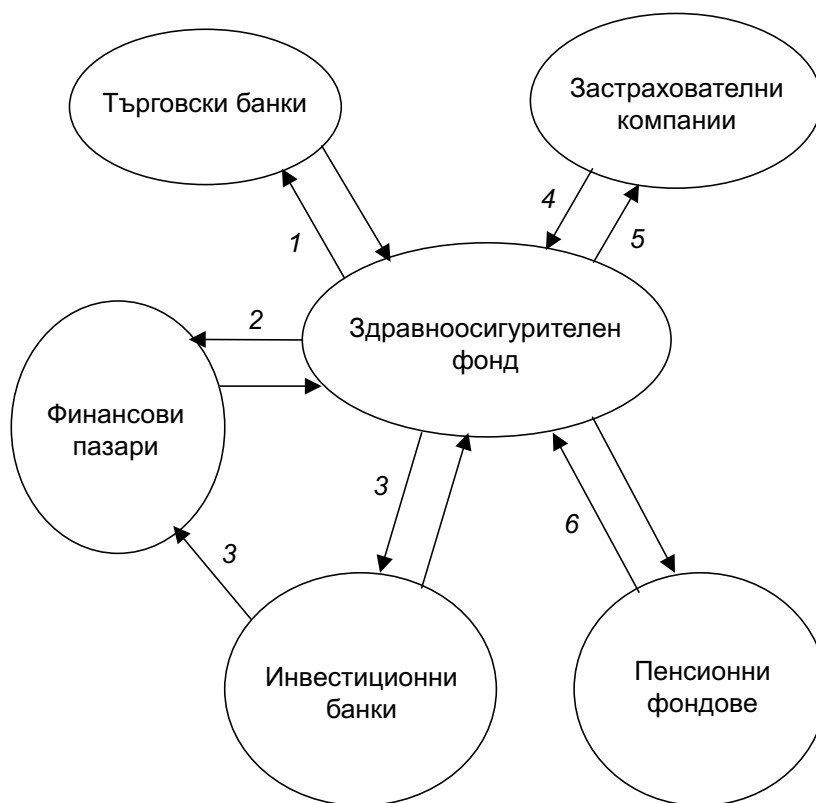 Търговски банки
Застрахователни
компании
4
1
5
2
Здравноосигурителен
фонд
Финансови
пазари
3
6
3
Инвестиционни
банки
Пенсионни
фондове